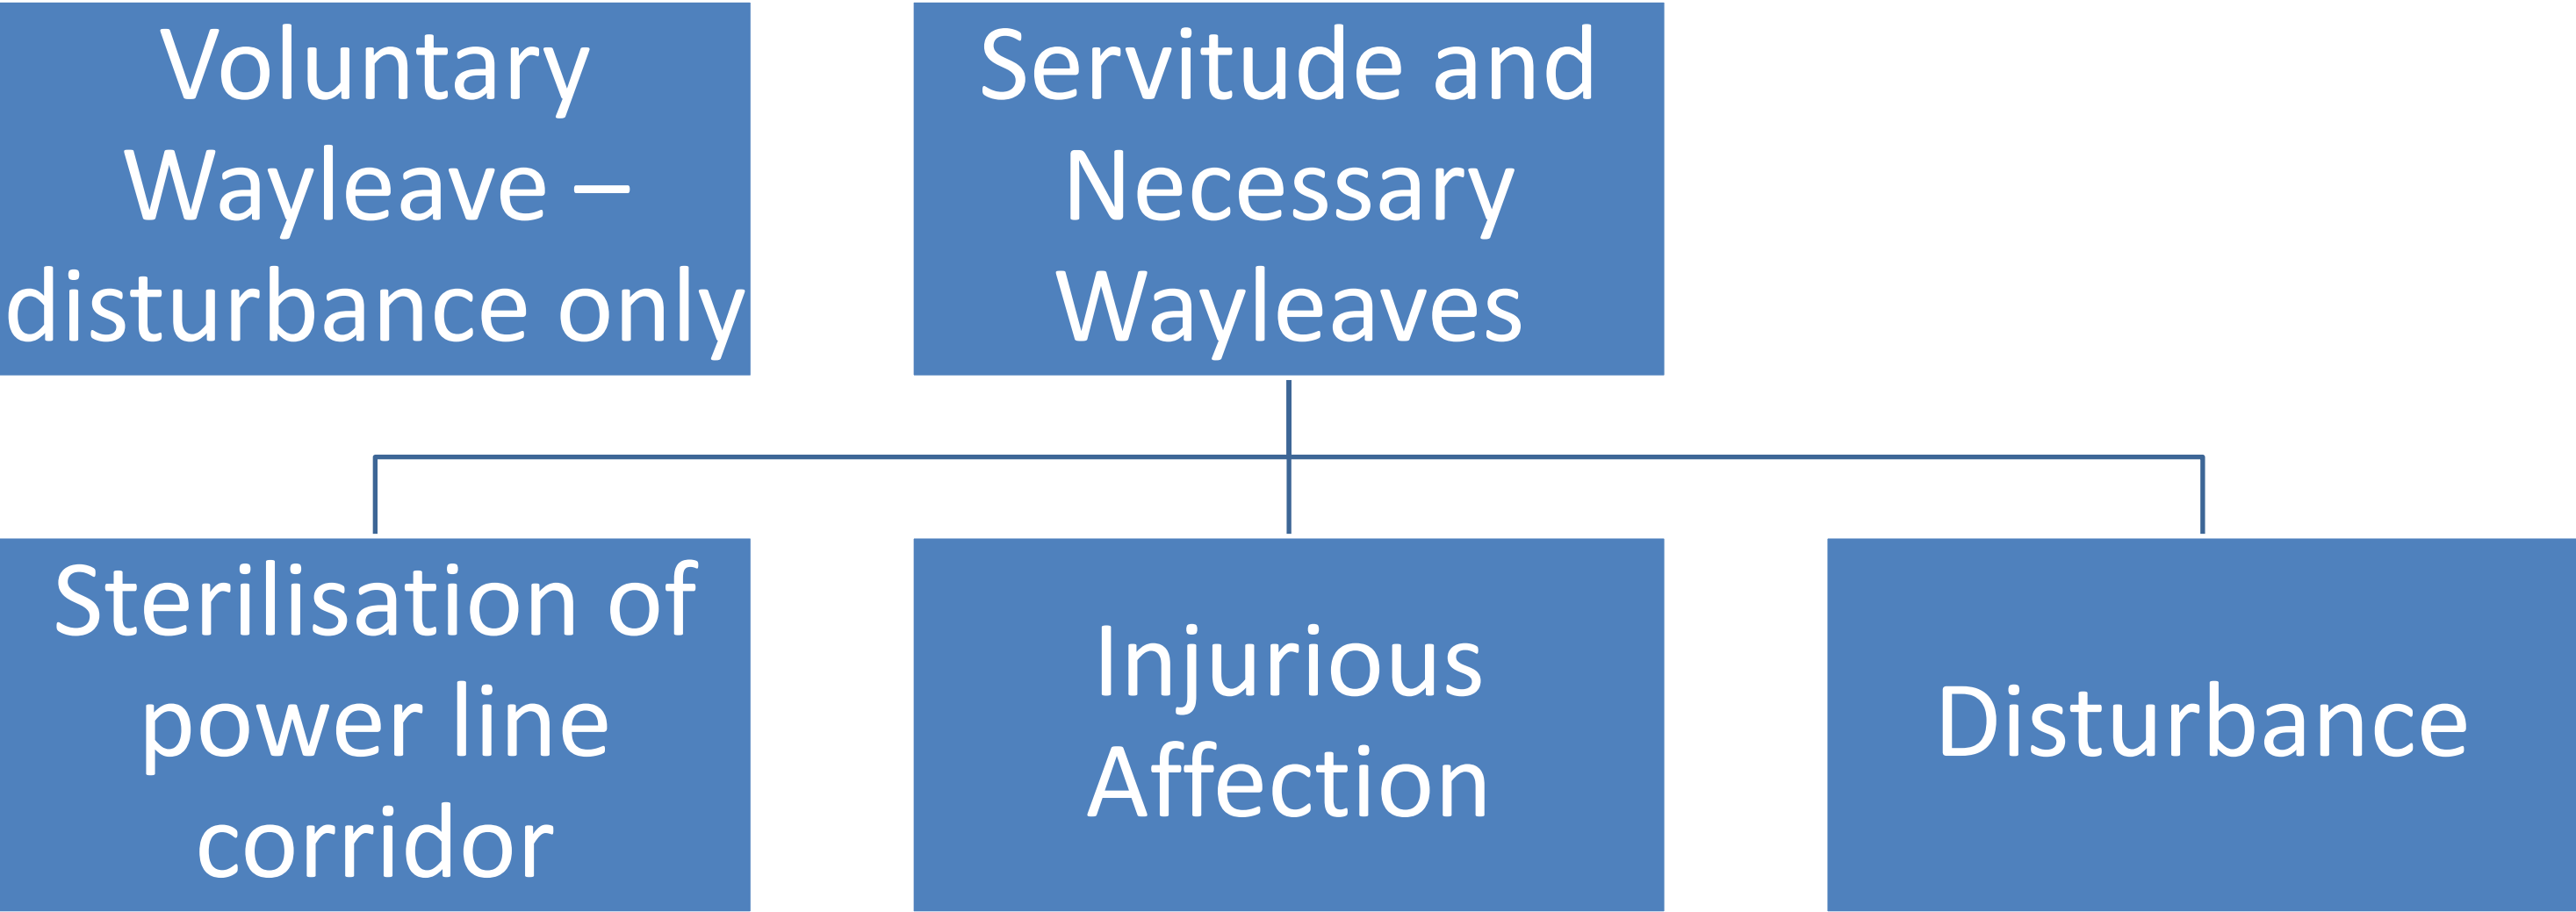 Voluntary
Wayleave –
disturbance only
Servitude and
Necessary
Wayleaves
Sterilisation of
power line
corridor
Injurious
Affection
Disturbance